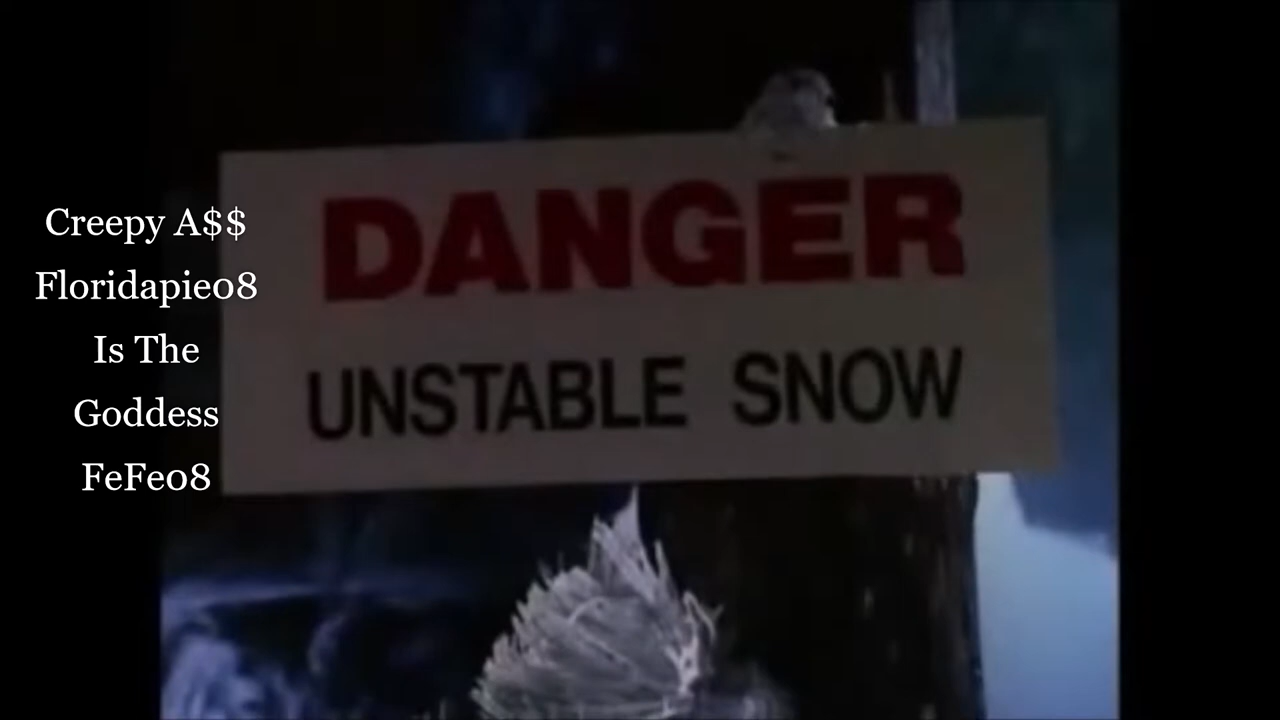 Creepy A$$
Floridapie08
Is The
Goddess
FeFe08
DANGER
UNSTABLE SNOW